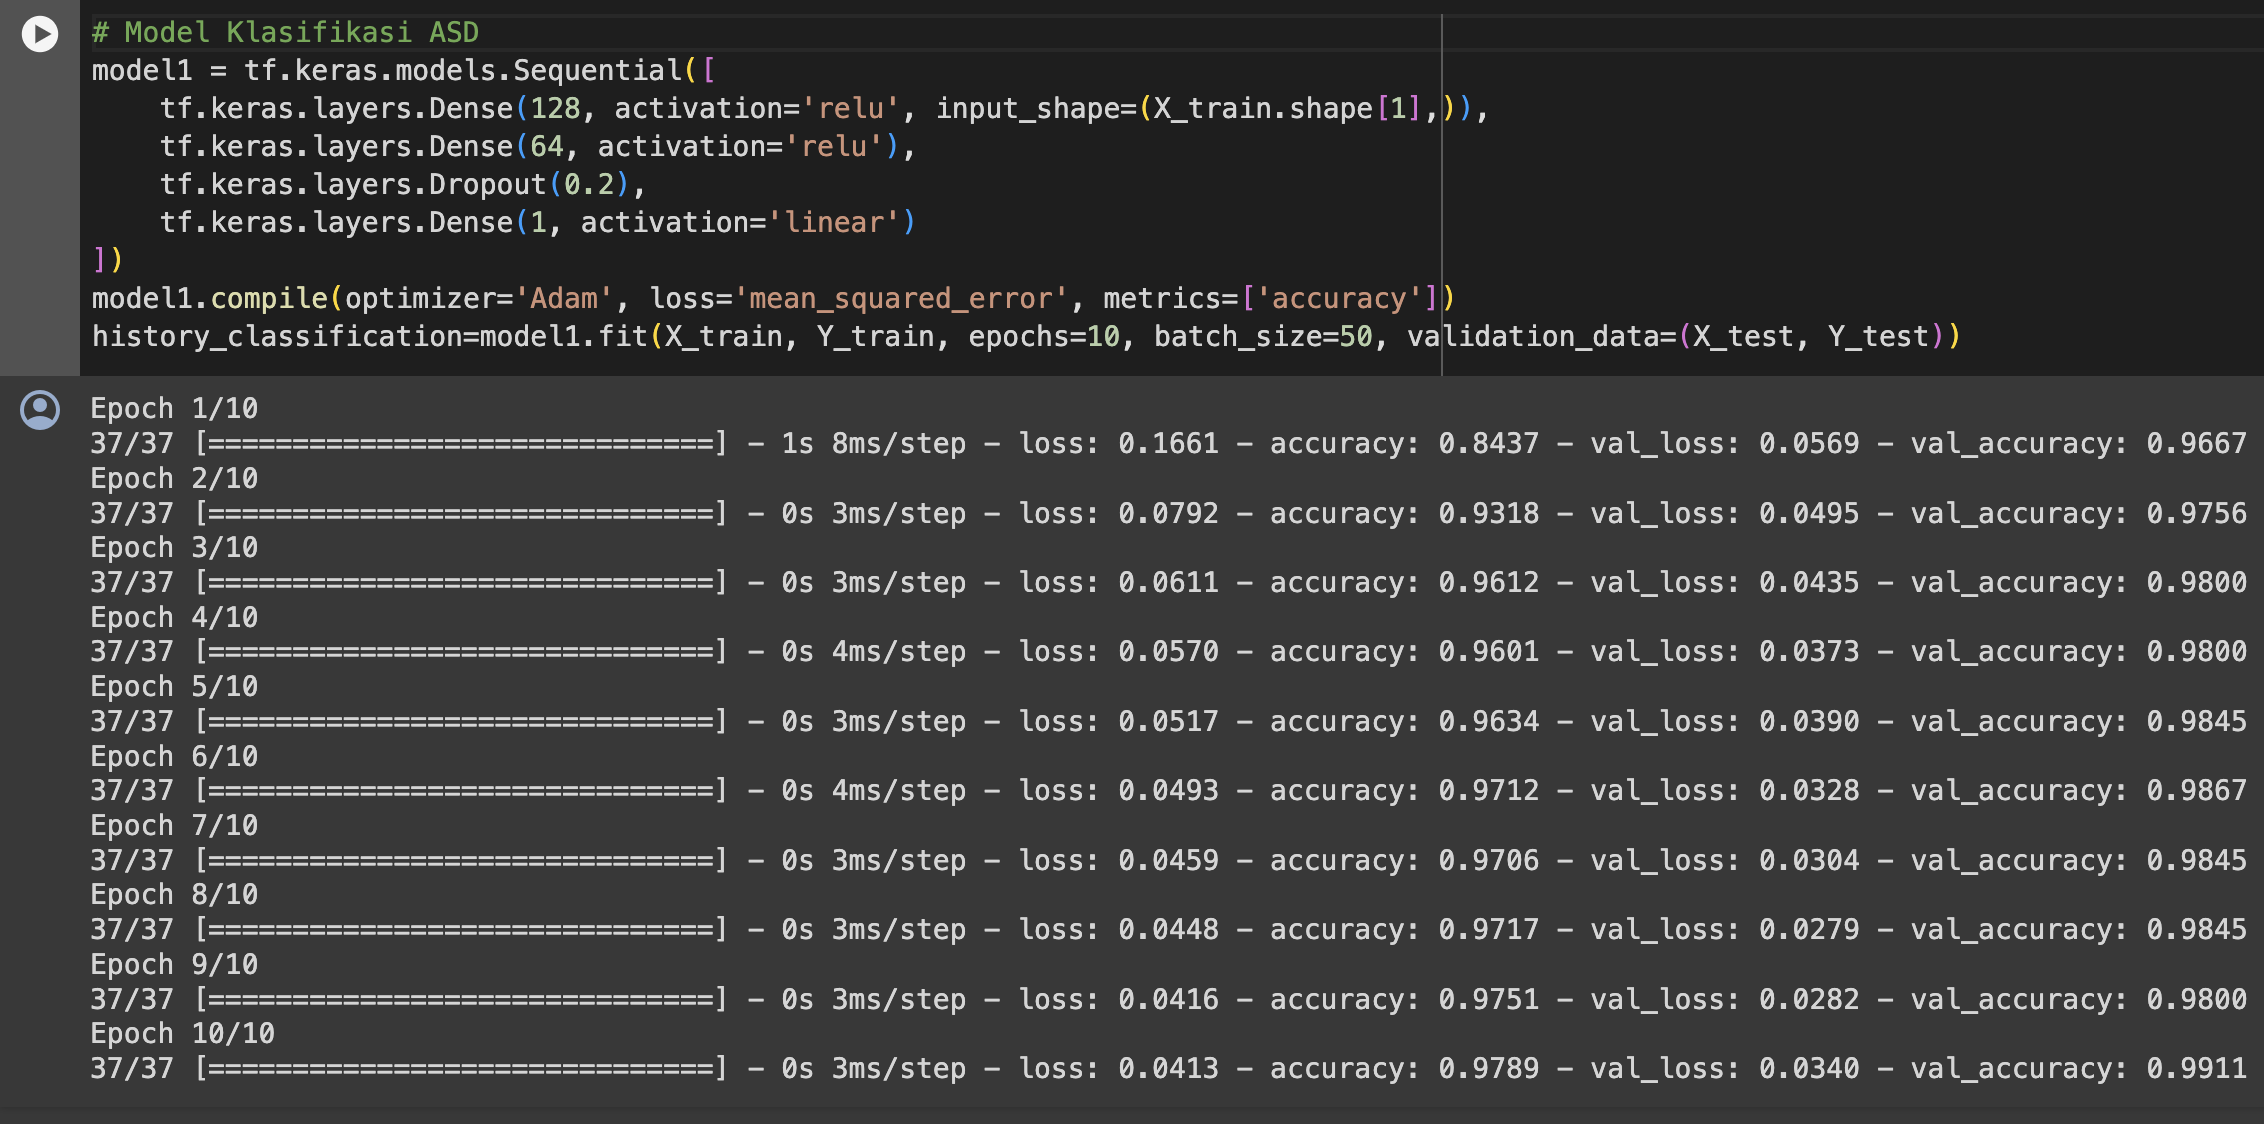 # Model Klasifikasi ASD
model1 = tf.keras.models.Sequential([
    tf.keras.layers.Dense(128, activation='relu', input_shape=(X_train.shape[1],)),
    tf.keras.layers.Dense(64, activation='relu'),
    tf.keras.layers.Dropout(0.2),
    tf.keras.layers.Dense(1, activation='linear')
])
model1.compile(optimizer='Adam', loss='mean_squared_error', metrics=['accuracy'])
history_classification=model1.fit(X_train, Y_train, epochs=10, batch_size=50, validation_data=(X_test, Y_test))
Epoch 1/10
37/37 [==============================] - 1s 8ms/step - loss: 0.1661 - accuracy: 0.8437 - val_loss: 0.0569 - val_accuracy: 0.9667
Epoch 2/10
37/37 [==============================] - 0s 3ms/step - loss: 0.0792 - accuracy: 0.9318 - val_loss: 0.0495 - val_accuracy: 0.9756
Epoch 3/10
37/37 [==============================] - 0s 3ms/step - loss: 0.0611 - accuracy: 0.9612 - val_loss: 0.0435 - val_accuracy: 0.9800
Epoch 4/10
37/37 [==============================] - 0s 4ms/step - loss: 0.0570 - accuracy: 0.9601 - val_loss: 0.0373 - val_accuracy: 0.9800
Epoch 5/10
37/37 [==============================] - 0s 3ms/step - loss: 0.0517 - accuracy: 0.9634 - val_loss: 0.0390 - val_accuracy: 0.9845
Epoch 6/10
37/37 [==============================] - 0s 4ms/step - loss: 0.0493 - accuracy: 0.9712 - val_loss: 0.0328 - val_accuracy: 0.9867
Epoch 7/10
37/37 [==============================] - 0s 3ms/step - loss: 0.0459 - accuracy: 0.9706 - val_loss: 0.0304 - val_accuracy: 0.9845
Epoch 8/10
37/37 [==============================] - 0s 3ms/step - loss: 0.0448 - accuracy: 0.9717 - val_loss: 0.0279 - val_accuracy: 0.9845
Epoch 9/10
37/37 [==============================] - 0s 3ms/step - loss: 0.0416 - accuracy: 0.9751 - val_loss: 0.0282 - val_accuracy: 0.9800
Epoch 10/10
37/37 [==============================] - 0s 3ms/step - loss: 0.0413 - accuracy: 0.9789 - val_loss: 0.0340 - val_accuracy: 0.9911